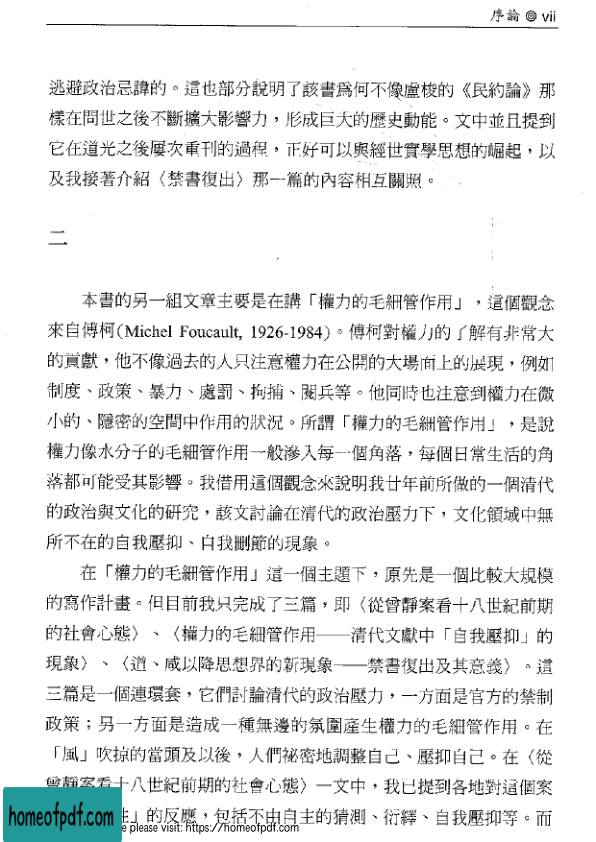 序論 ◎ vii
逃避政治忌諱的。這也部分說明了該書爲何不像盧梭的《民約論》那
樣在問世之後不斷擴大影響力，形成巨大的歷史動能。文中並且提到
它在道光之後屢次重刊的過程，正好可以與經世實學思想的崛起，以
及我接著介紹〈禁書復出〉那一篇的內容相互關照。
二
本書的另一組文章主要是在講「權力的毛細管作用」，這個觀念
來自傅柯(Michel Foucault, 1926-1984)。傅柯對權力的了解有非常大
的貢獻，他不像過去的人只注意權力在公開的大場面上的展現，例如
制度、政策、暴力、處罰、拘捕、閱兵等。他同時也注意到權力在微
小的、隱密的空間中作用的狀況。所謂「權力的毛細管作用」，是說
權力像水分子的毛細管作用一般滲入每一個角落，每個日常生活的角
落都可能受其影響。我借用這個觀念來說明我廿年前所做的一個清代
的政治與文化的研究，該文討論在清代的政治壓力下，文化領域中無
所不在的自我壓抑、自我刪節的現象。
在「權力的毛細管作用」這一個主題下，原先是一個比較大規模
的寫作計畫。但目前我只完成了三篇，即〈從曾靜案看十八世紀前期
的社會心態〉、〈權力的毛細管作用——清代文獻中「自我壓抑」的
現象〉、〈道、咸以降思想界的新現象——禁書復出及其意義〉。這
三篇是一個連環套，它們討論清代的政治壓力，一方面是官方的禁制
政策；另一方面是造成一種無邊的氛圍產生權力的毛細管作用。在
「風」吹掠的當頭及以後，人們祕密地調整自己、壓抑自己。在〈從
曾靜案看十八世紀前期的社會心態〉一文中，我已提到各地對這個案
」的反應，包括不由自主的猜測、衍繹、自我壓抑等。而
homeofpdf.com
please visit: https://homeofpdf.com